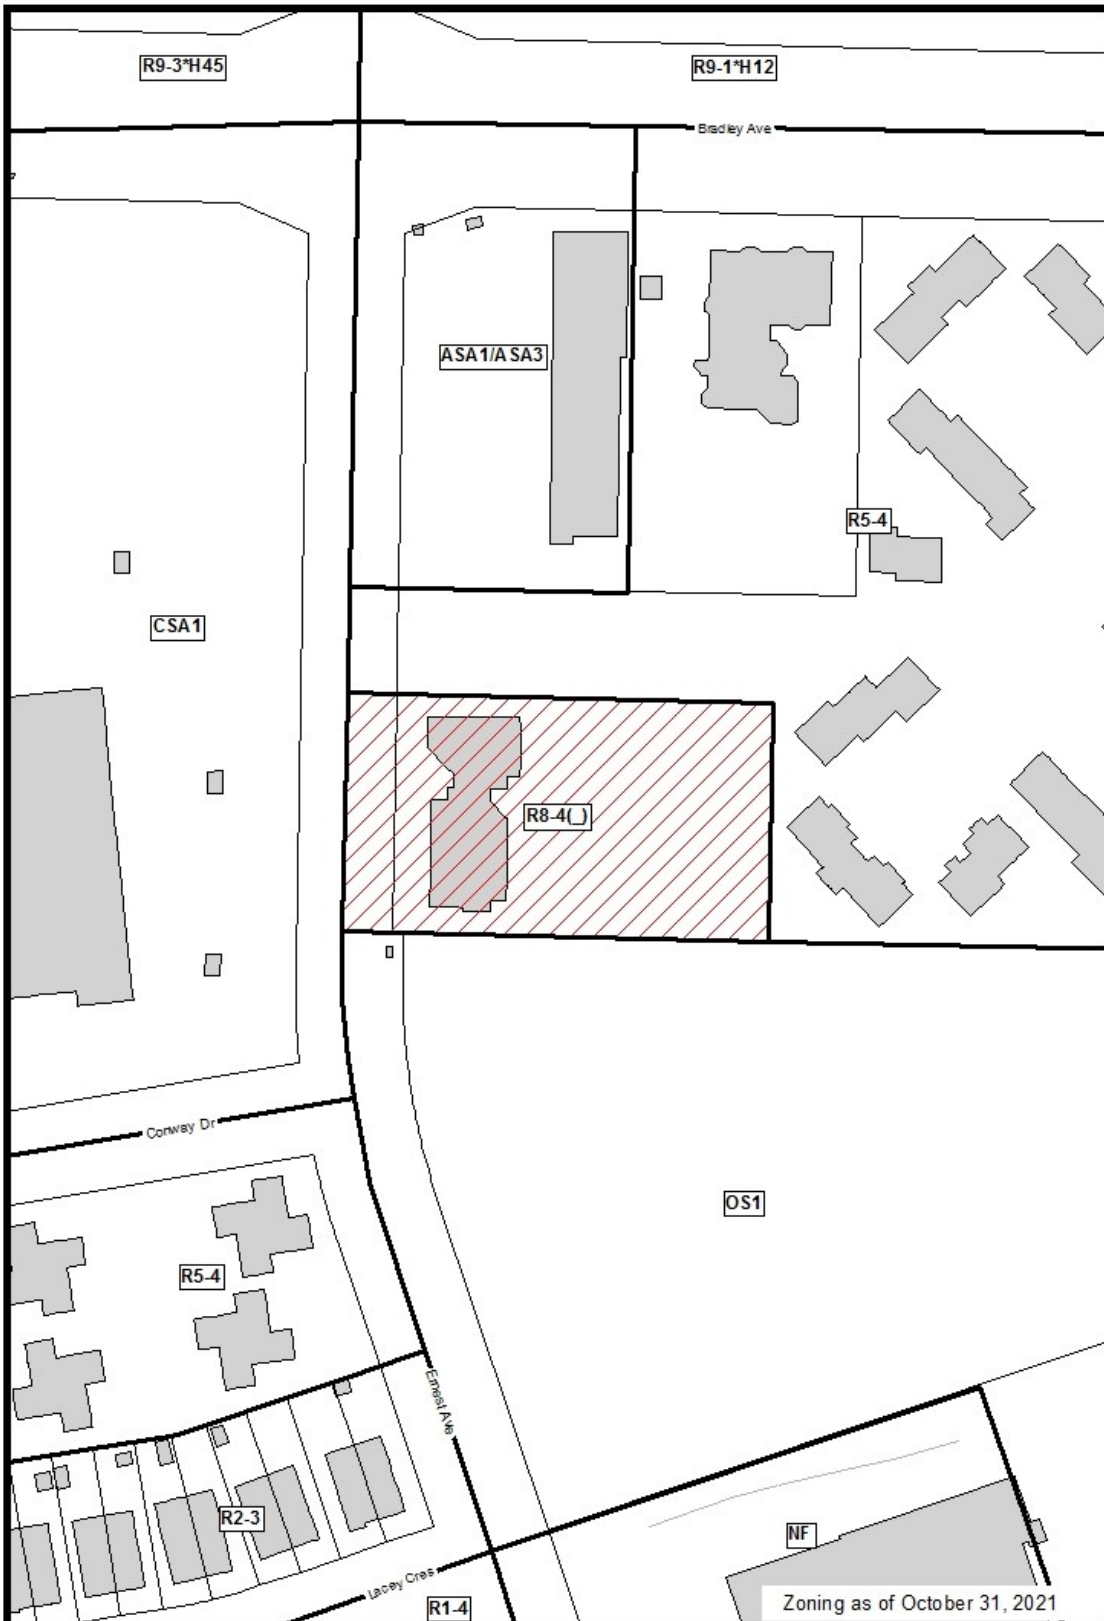 R9-3*H45
R9-1*H12
Bradley Ave
ASA1/ASA3
R5-4
CSA1
R8-4(_)
Conway Dr
OS1
R5-4
Ernest Ave
R2-3
NF
Lacey Cres
R1-4
Zoning as of October 31, 2021